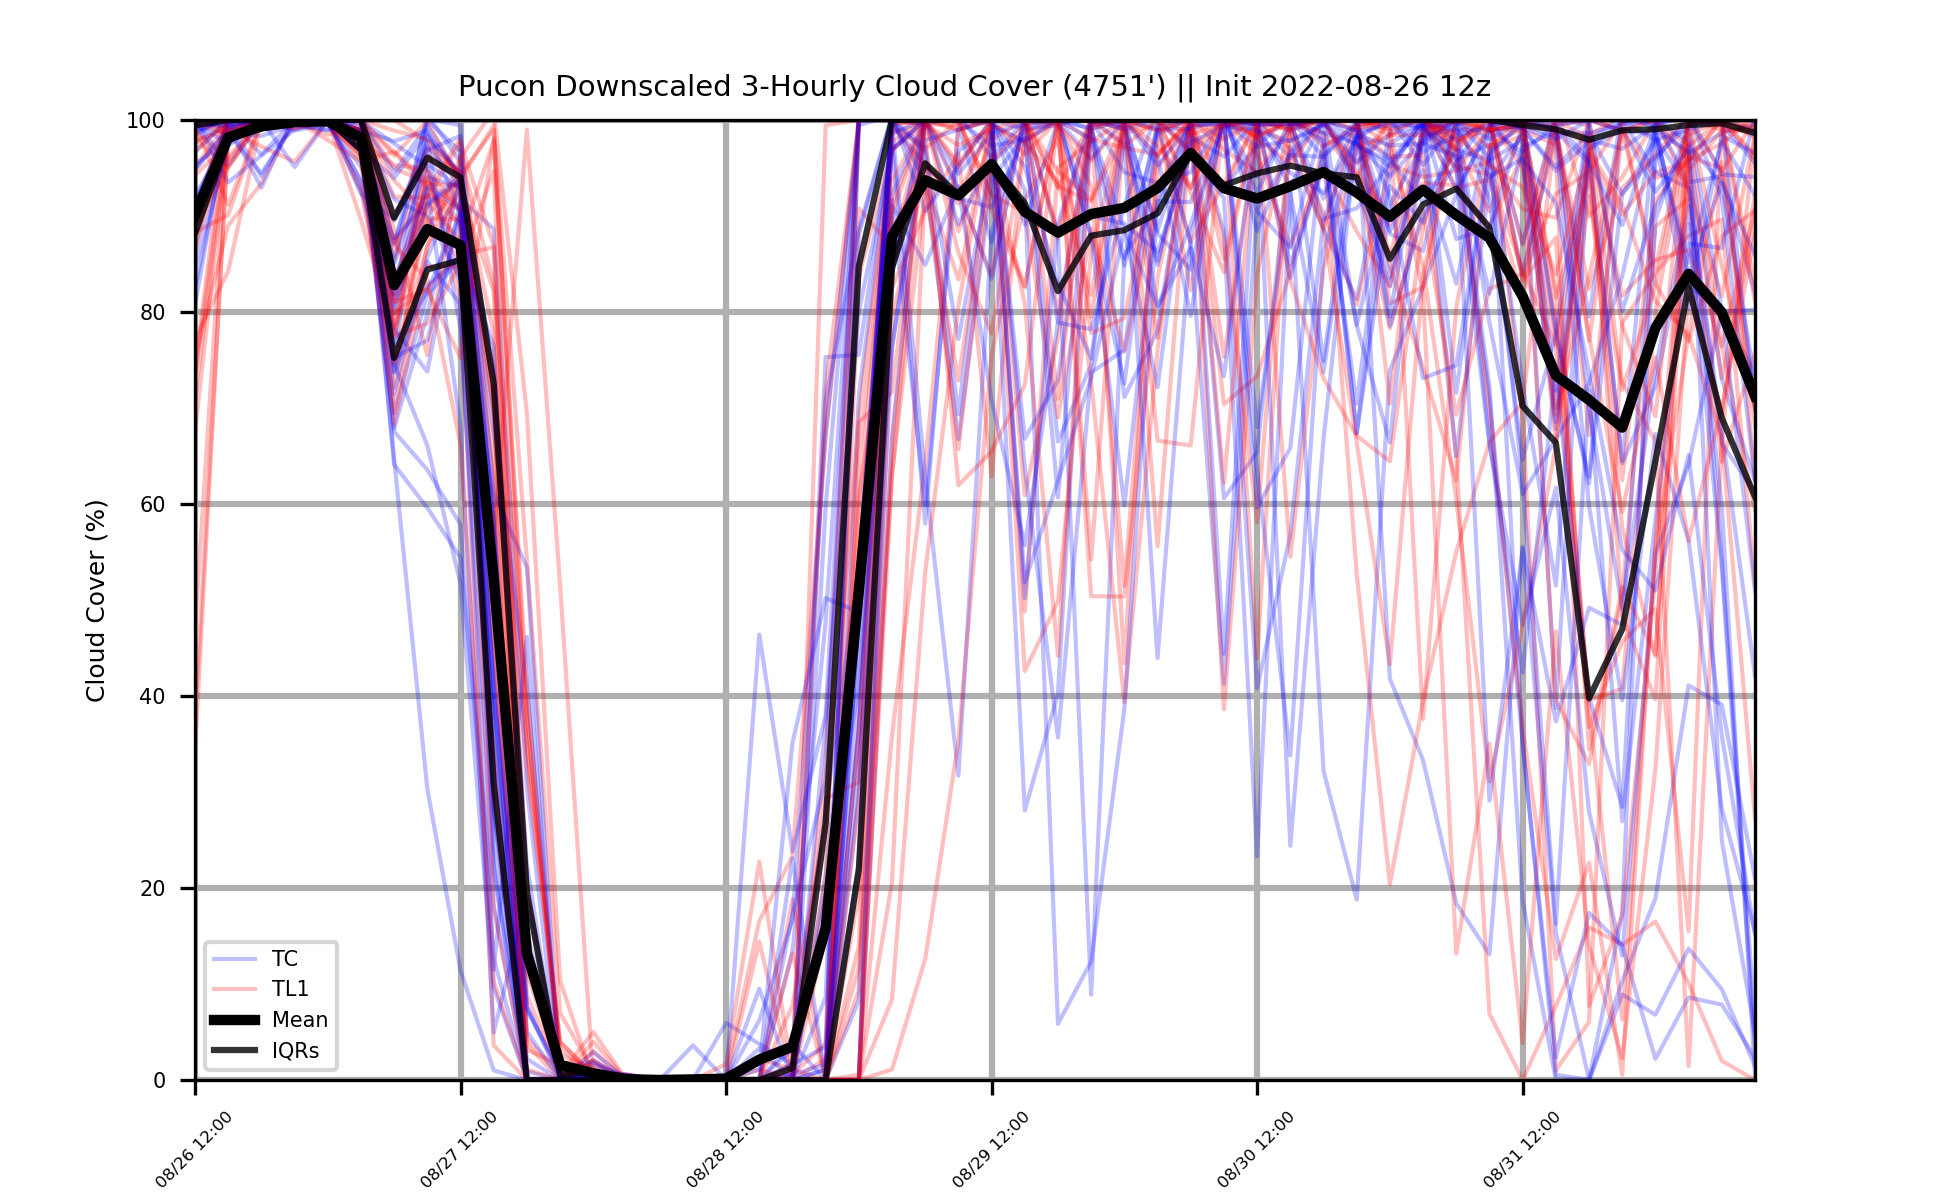 Pucon Downscaled 3-Hourly Cloud Cover (4751') || Init 2022-08-26 12z
Cloud Cover (%)
100
80
60
40
20
0
TC
TL1
Mean
IQRs
08/26 12:00
08/27 12:00
08/28 12:00
08/29 12:00
08/30 12:00
08/31 12:00